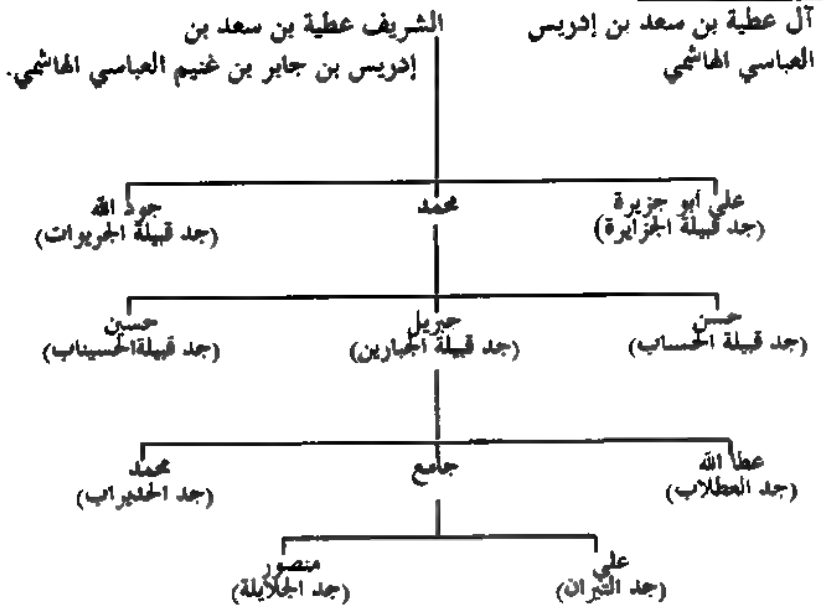 آل عطية بن سعد بن إدريس
العباسي الهاشمي
الشريف عطية بن سعد بن
إدريس بن جابر بن غنيم العباسي الهاشمي.
علي أبو جزيرة
(جد قبيلة الجزايرة)
محمد
جود الله
(جد قبيلة الجريوات)
حسن
(جد قبيلة الحساب)
جبريل
(جد قبيلة الجبارين)
حسين
(جد قبيلة الحسيناب)
عطا الله
(جد العطلاب)
جامع
محمد
(جد الحديراب)
علي
(جد التيران)
منصور
(جد الجلايلة)